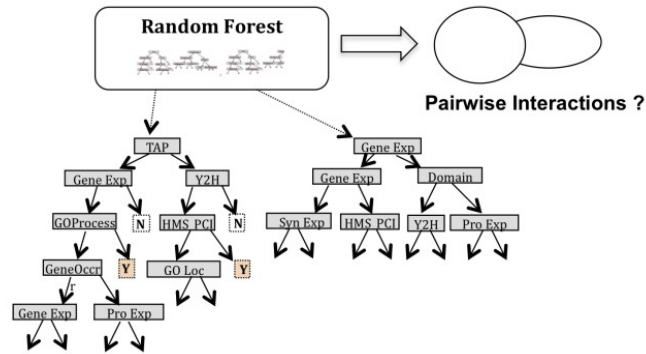 Random Forest
Pairwise Interactions ?
TAP
Gene Exp
Gene Exp
Y2H
Gene Exp
Domain
GOProcess
N
HMS_PCI
N
Syn Exp
HMS_PCI
Y2H
Pro Exp
GeneOccr
Y
GO Loc
Y
r
Gene Exp
Pro Exp